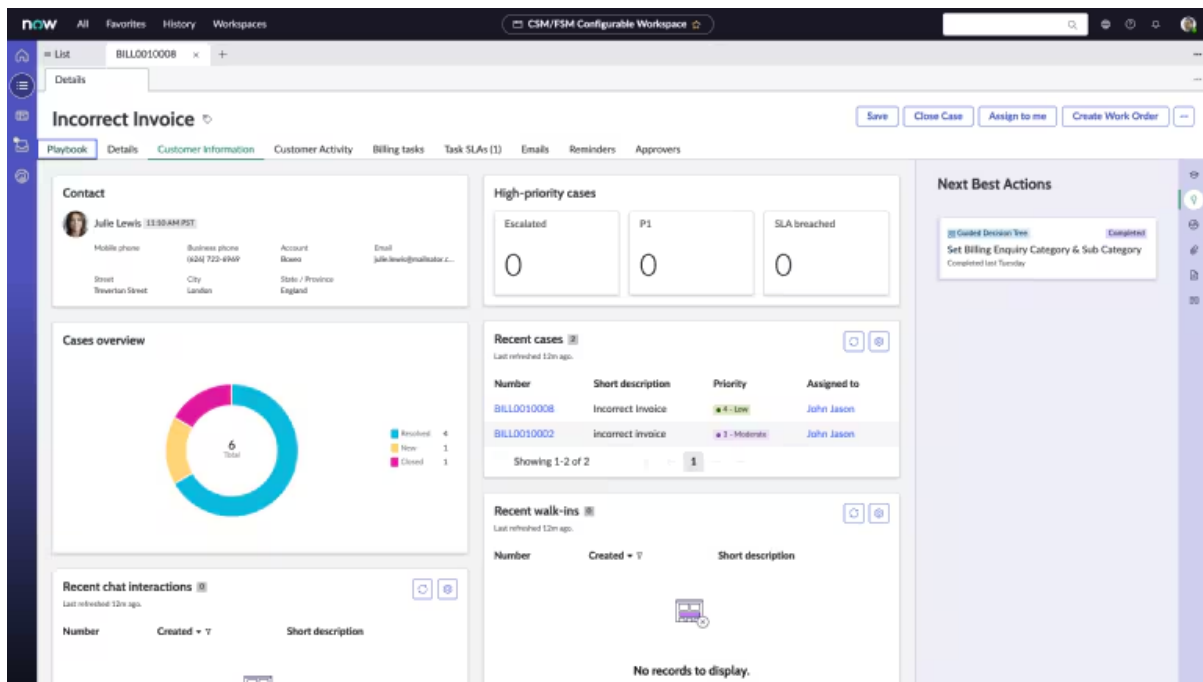 now All Favorites History Workspaces CSM/FSM Configurable Workspace
List BILL0010008
Details
Incorrect Invoice
Save Close Case Assign to me Create Work Order
Playbook Details Customer Information Customer Activity Billing tasks Task SLAs (1) Emails Reminders Approvers
Contact
Julie Lewis 11:10 AM PST
Mobile phone Business phone Account Email
(626) 722-6969 Boxeo
Street City State / Province
Treverton Street London England
High-priority cases
Escalated P1 SLA breached
0 0 0
Next Best Actions
Guided Decision Tree Completed
Set Billing Enquiry Category & Sub Category
Completed last Tuesday
Cases overview
6
Total
Resolved 4
New 1
Closed 1
Recent cases 2
Last refreshed 12m ago.
Number Short description Priority Assigned to
BILL0010008 Incorrect Invoice 4 - Low John Jason
BILL0010002 incorrect invoice 3 - Moderate John Jason
Showing 1-2 of 2 1
Recent walk-ins 0
Last refreshed 12m ago.
Number Created Short description
No records to display.
Recent chat interactions 0
Last refreshed 12m ago.
Number Created Short description